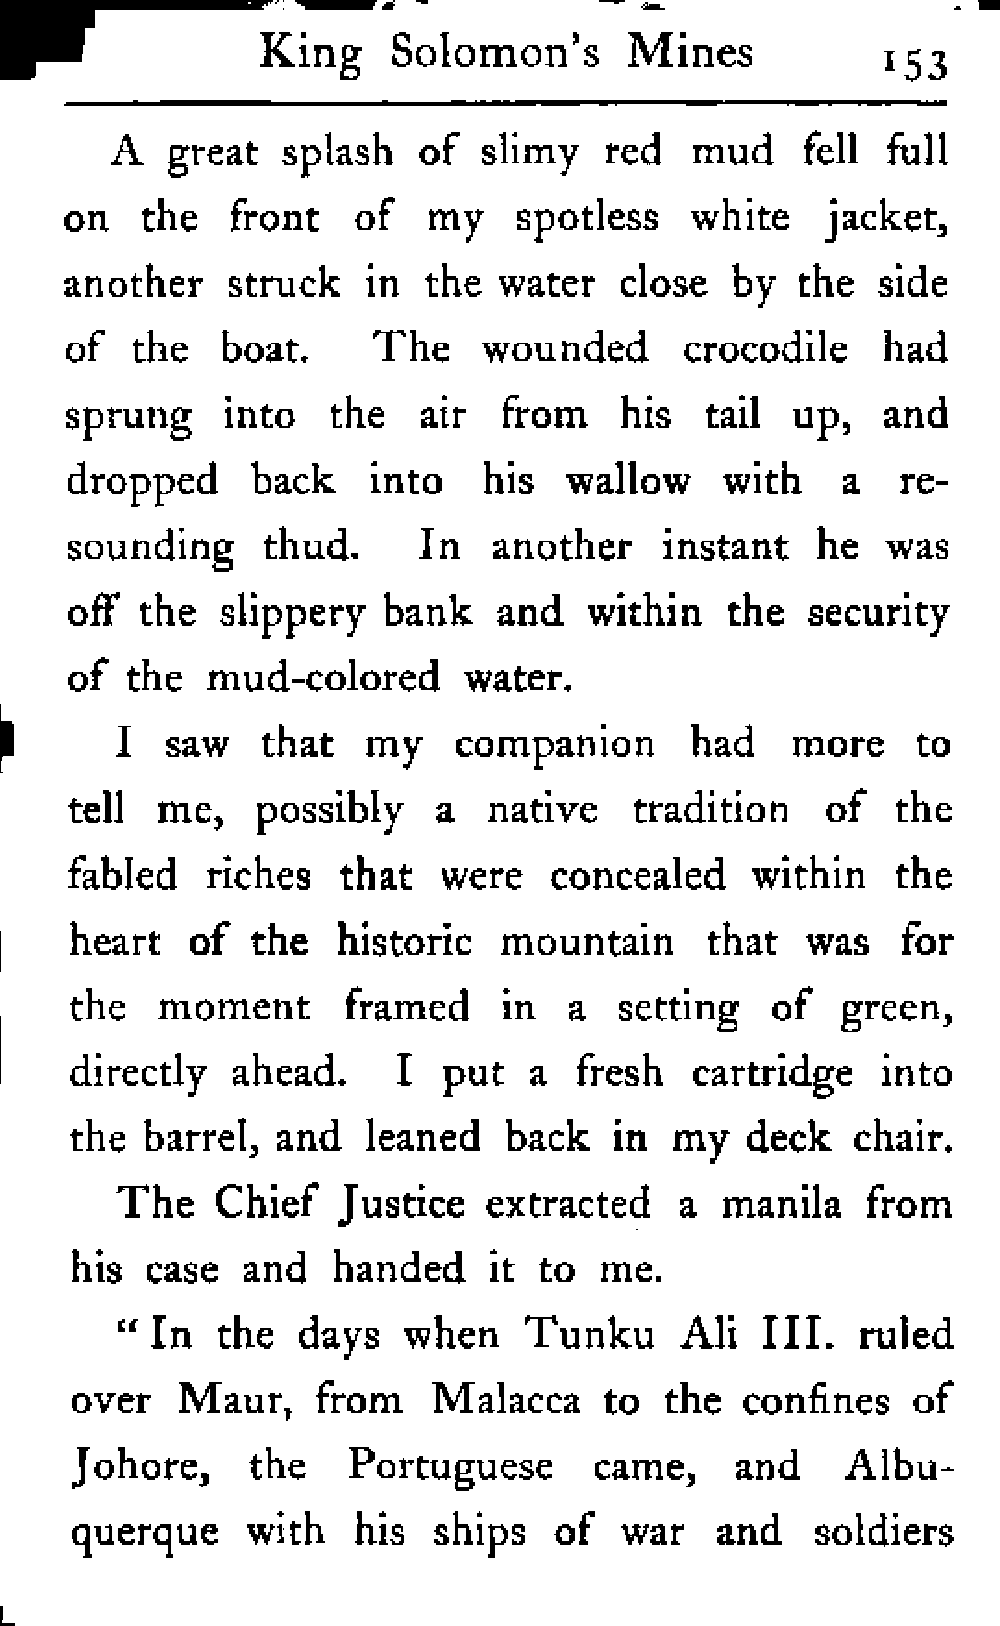 King Solomon's Mines 153
A great splash of slimy red mud fell full
on the front of my spotless white jacket,
another struck in the water close by the side
of the boat. The wounded crocodile had
sprung into the air from his tail up, and
dropped back into his wallow with a re-
sounding thud. In another instant he was
off the slippery bank and within the security
of the mud-colored water.
I saw that my companion had more to
tell me, possibly a native tradition of the
fabled riches that were concealed within the
heart of the historic mountain that was for
the moment framed in a setting of green,
directly ahead. I put a fresh cartridge into
the barrel, and leaned back in my deck chair.
The Chief Justice extracted a manila from
his case and handed it to me.
"In the days when Tunku Ali III. ruled
over Maur, from Malacca to the confines of
Johore, the Portuguese came, and Albu-
querque with his ships of war and soldiers